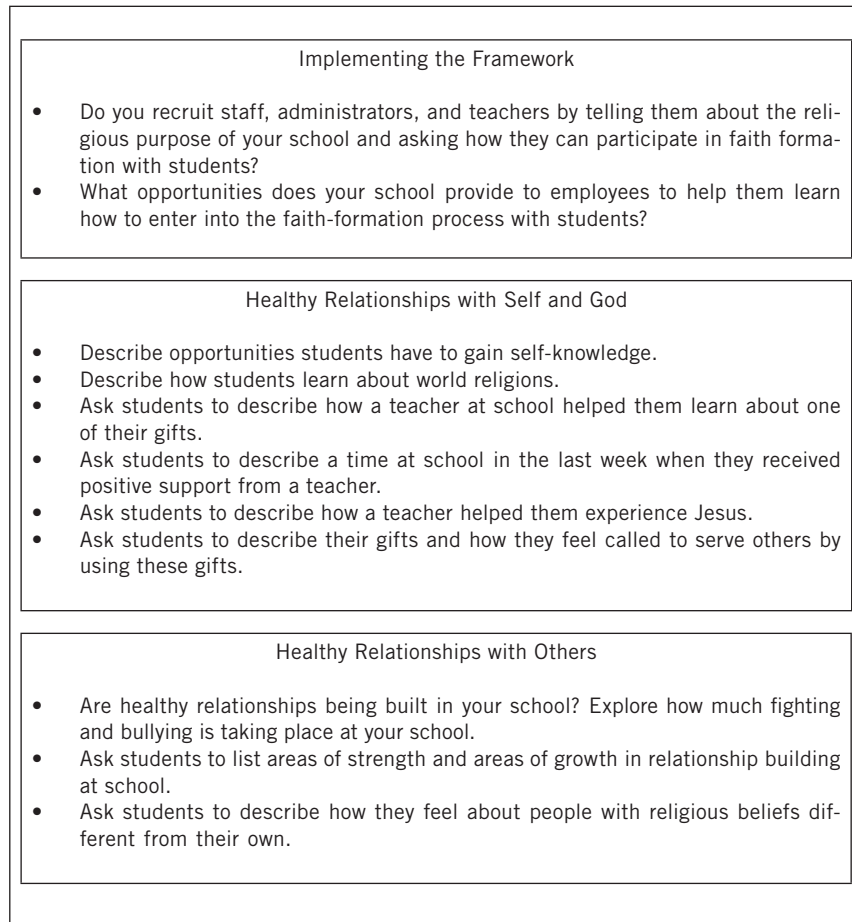 Implementing the Framework
• Do you recruit staff, administrators, and teachers by telling them about the reli-
gious purpose of your school and asking how they can participate in faith forma-
tion with students?
• What opportunities does your school provide to employees to help them learn
how to enter into the faith-formation process with students?
Healthy Relationships with Self and God
• Describe opportunities students have to gain self-knowledge.
• Describe how students learn about world religions.
• Ask students to describe how a teacher at school helped them learn about one
of their gifts.
• Ask students to describe a time at school in the last week when they received
positive support from a teacher.
• Ask students to describe how a teacher helped them experience Jesus.
• Ask students to describe their gifts and how they feel called to serve others by
using these gifts.
Healthy Relationships with Others
• Are healthy relationships being built in your school? Explore how much fighting
and bullying is taking place at your school.
• Ask students to list areas of strength and areas of growth in relationship building
at school.
• Ask students to describe how they feel about people with religious beliefs dif-
ferent from their own.